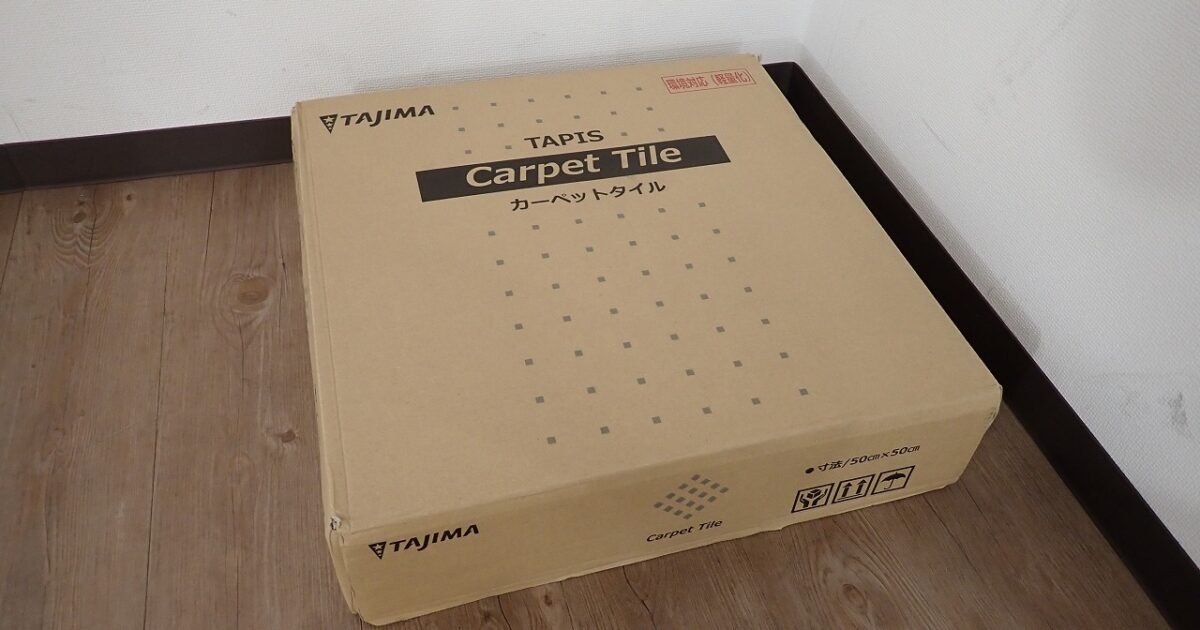 TAJIMA
環境対応(軽量化)
TAPIS
Carpet Tile
カーペットタイル
●寸法/50cm×50cm
Carpet Tile
TAJIMA